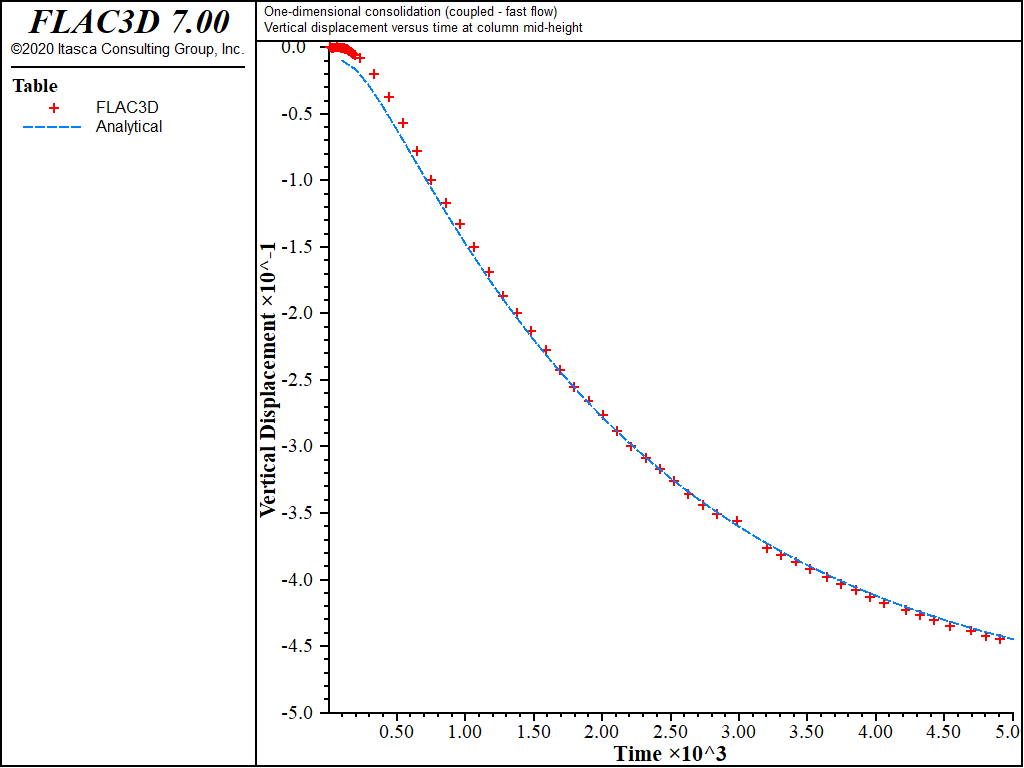 FLAC3D 7.00
©2020 Itasca Consulting Group, Inc.
Table
FLAC3D
Analytical
One-dimensional consolidation (coupled - fast flow)
Vertical displacement versus time at column mid-height
0.0
-0.5
-1.0
-1.5
-2.0
-2.5
-3.0
-3.5
-4.0
-4.5
-5.0
Vertical Displacement ×10^-1
0.50 1.00 1.50 2.00 2.50 3.00 3.50 4.00 4.50 5.0
Time ×10^3